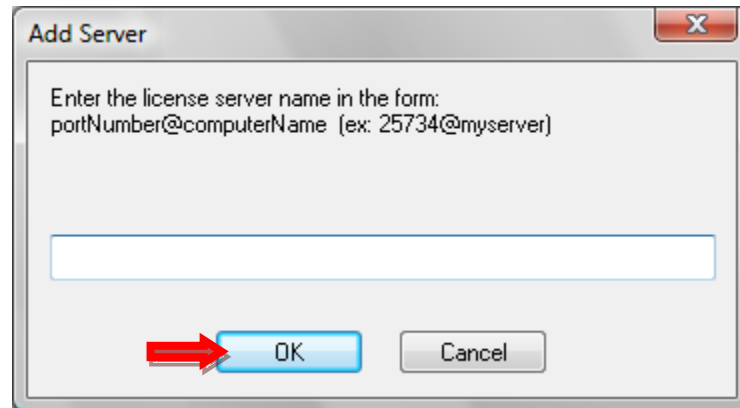 Add Server
Enter the license server name in the form:
portNumber@computerName (ex: 25734@myserver)
OK
Cancel